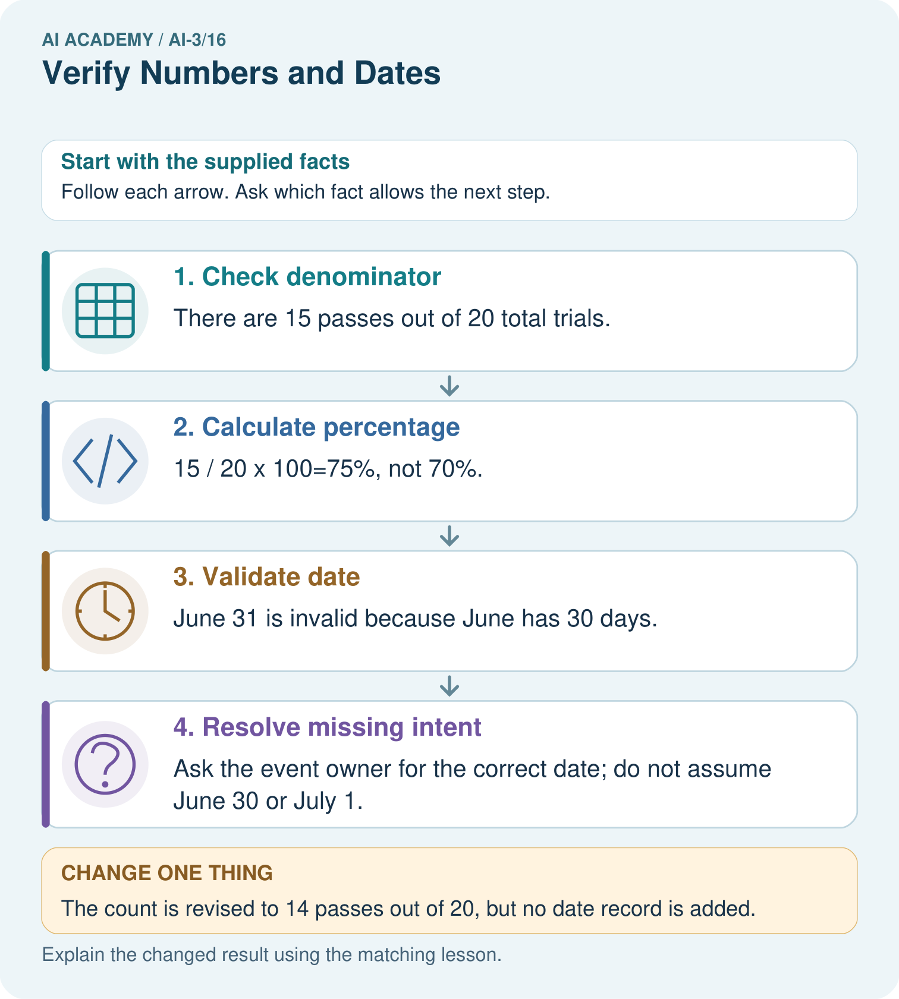 AI ACADEMY / AI-3/16
Verify Numbers and Dates
Start with the supplied facts
Follow each arrow. Ask which fact allows the next step.
1. Check denominator
There are 15 passes out of 20 total trials.
2. Calculate percentage
15 / 20 x 100=75%, not 70%.
3. Validate date
June 31 is invalid because June has 30 days.
4. Resolve missing intent
Ask the event owner for the correct date; do not assume
June 30 or July 1.
CHANGE ONE THING
The count is revised to 14 passes out of 20, but no date record is added.
Explain the changed result using the matching lesson.